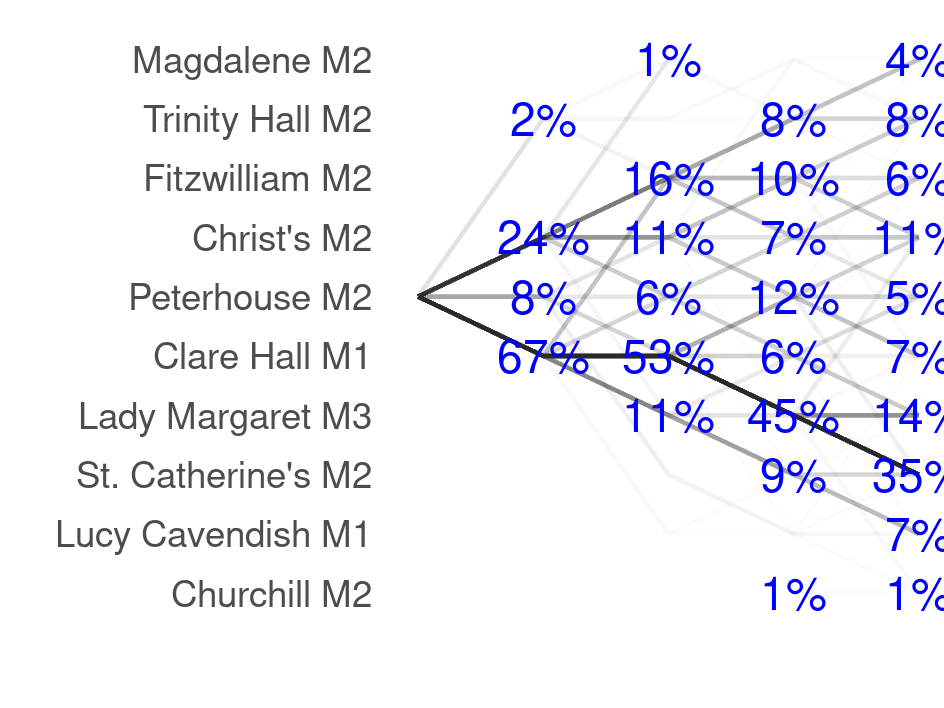 Magdalene M2 1% 4%
Trinity Hall M2 2% 8% 8%
Fitzwilliam M2 16% 10% 6%
Christ's M2 24% 11% 7% 11%
Peterhouse M2 8% 6% 12% 5%
Clare Hall M1 67% 53% 6% 7%
Lady Margaret M3 11% 45% 14%
St. Catherine's M2 9% 35%
Lucy Cavendish M1 7%
Churchill M2 1% 1%